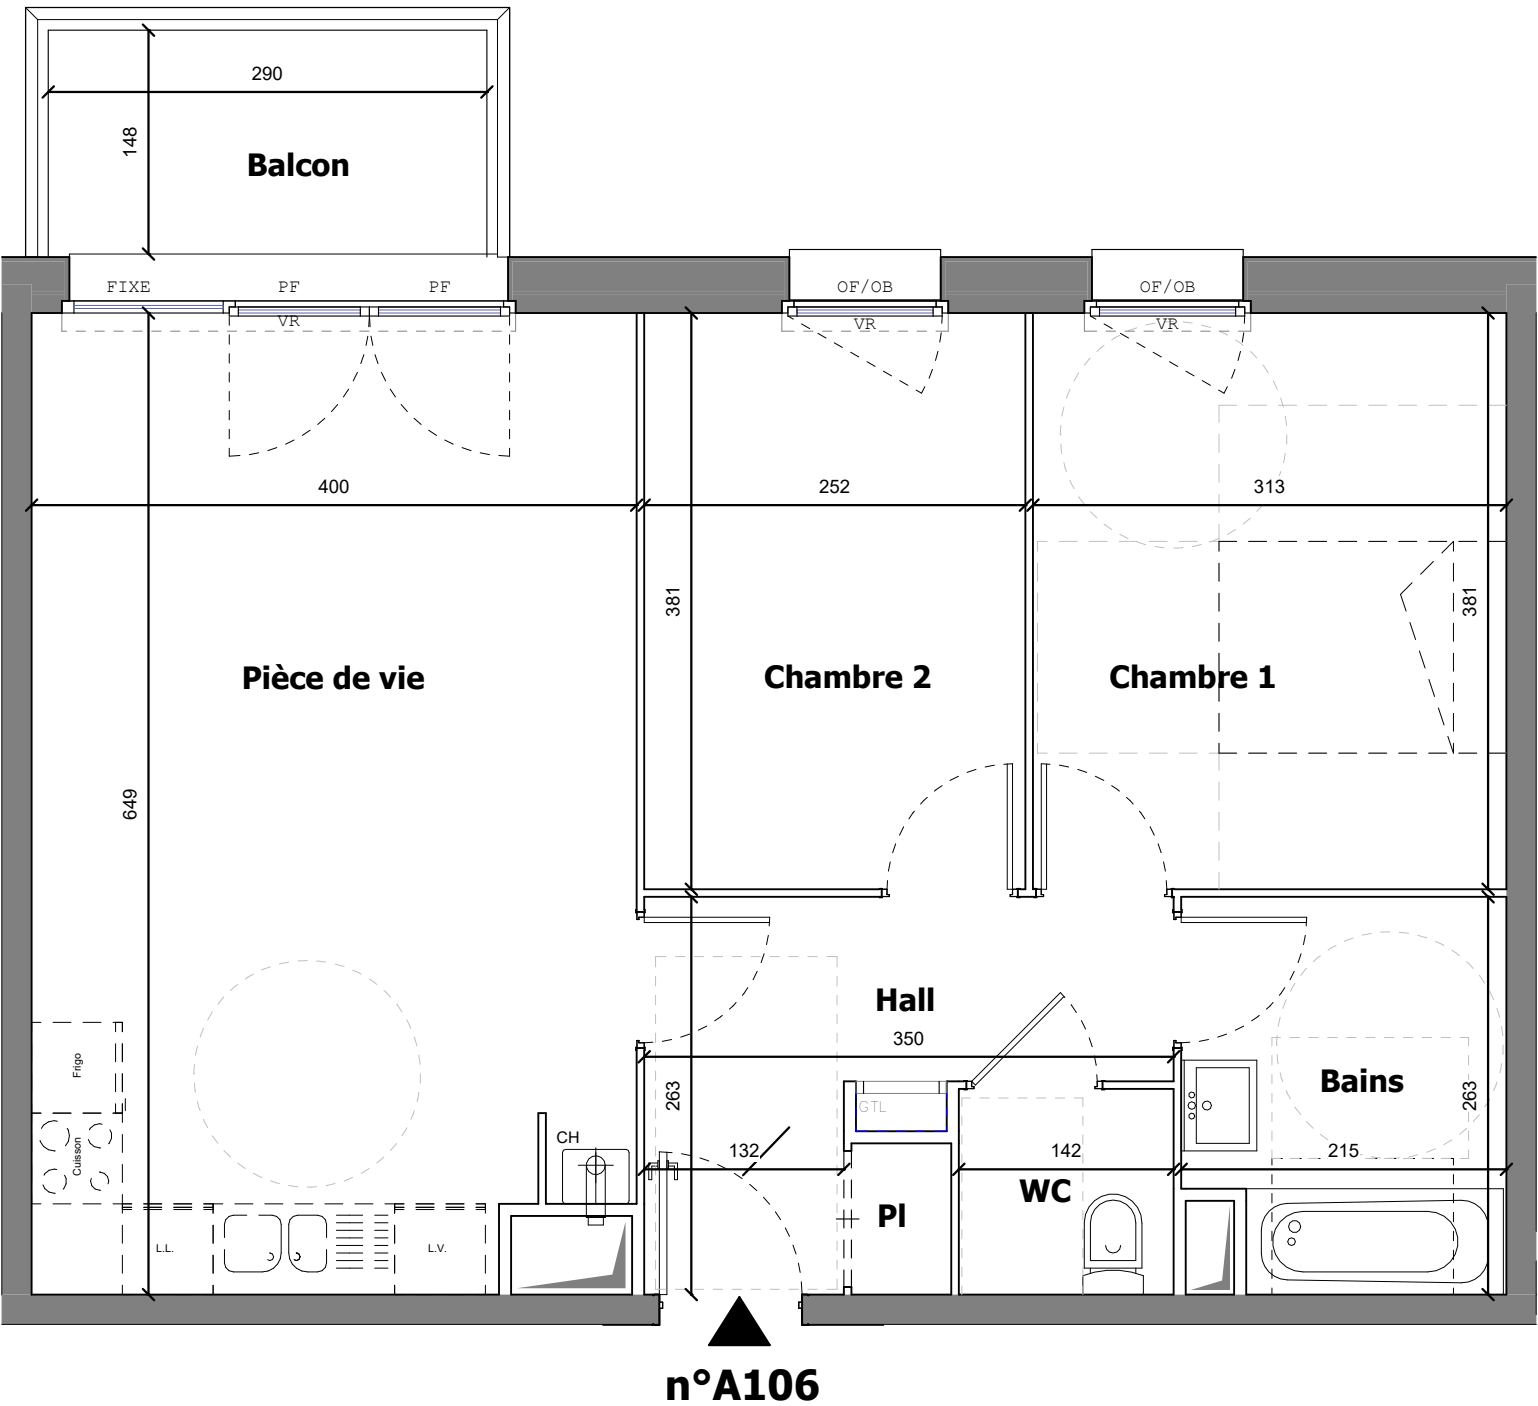 290
148
Balcon
FIXE
PF
PF
OF/OB
OF/OB
VR
VR
VR
400
252
313
381
381
Pièce de vie
Chambre 2
Chambre 1
649
Hall
350
Frigo
Bains
263
263
GTL
Cuisson
CH
132
142
215
WC
Pl
L.L.
L.V.
n°A106